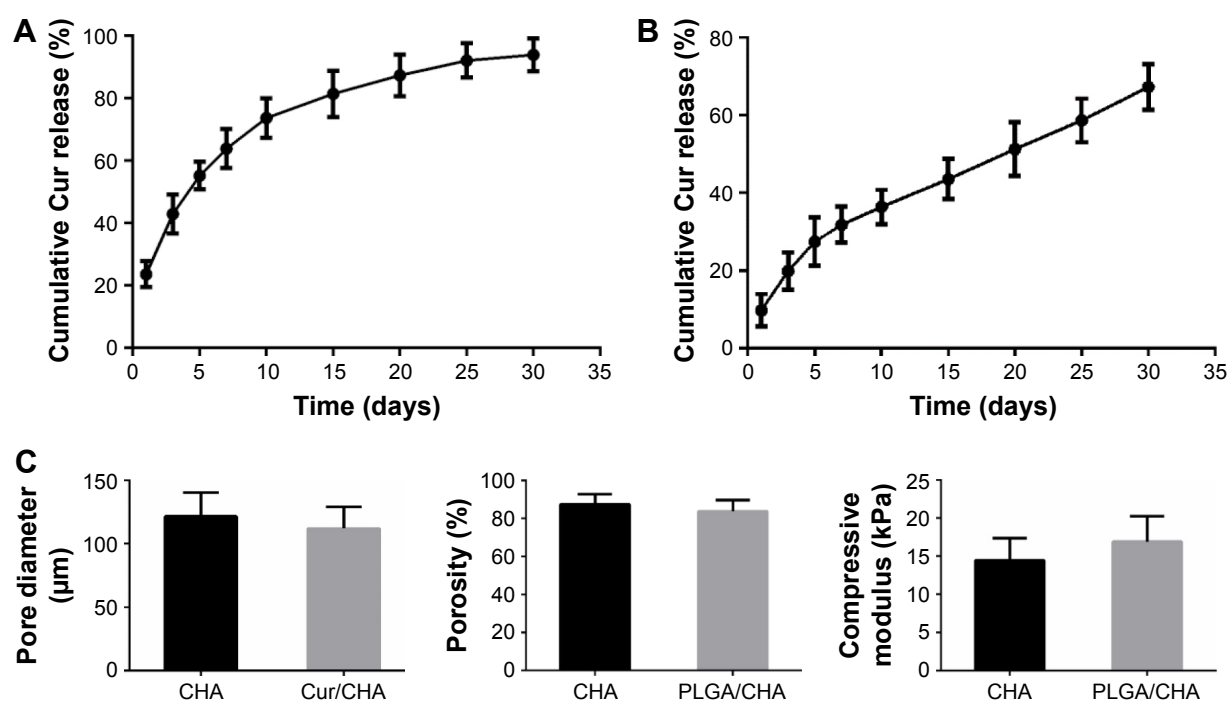 A
Cumulative Cur release (%)
100
80
60
40
20
0
0 5 10 15 20 25 30 35
Time (days)
B
Cumulative Cur release (%)
80
60
40
20
0
0 5 10 15 20 25 30 35
Time (days)
C
Pore diameter
(µm)
150
100
50
0
CHA Cur/CHA
Porosity (%)
100
80
60
40
20
0
CHA PLGA/CHA
Compressive
modulus (kPa)
25
20
15
10
5
0
CHA PLGA/CHA